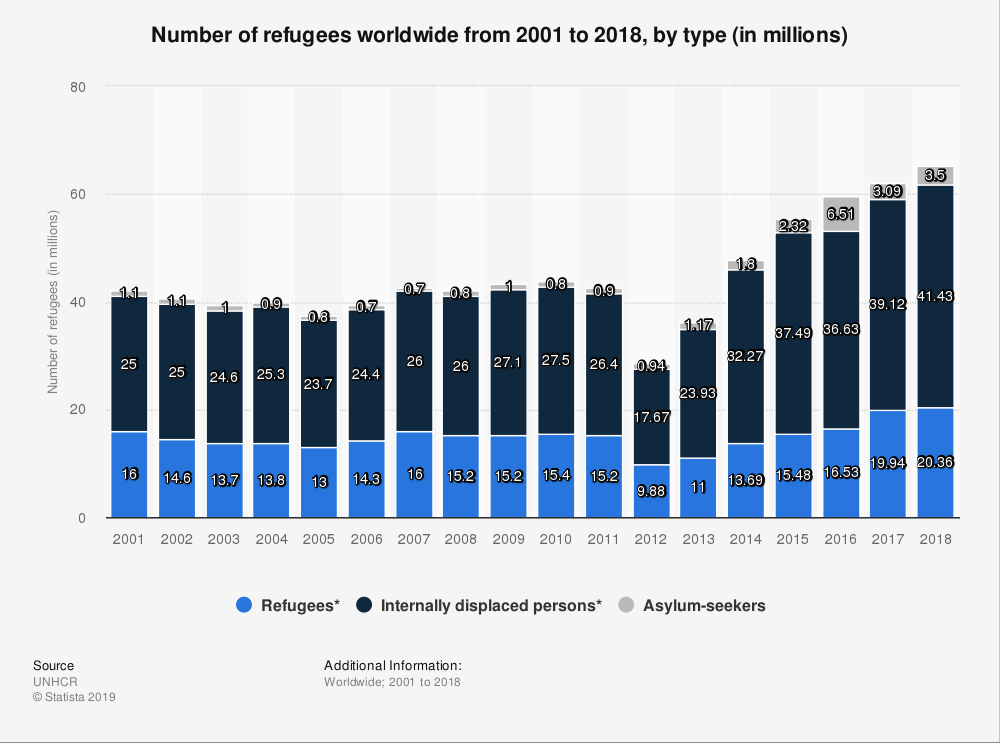 Number of refugees worldwide from 2001 to 2018, by type (in millions)
Number of refugees (in millions)
80
60
40
20
0
1.1 1.1 1 0.9 0.8 0.7 0.7 0.8 1 0.8 0.9 0.94 1.17 1.8 2.32 6.51 3.09 3.5
25 25 24.6 25.3 23.7 24.4 26 26 27.1 27.5 26.4 17.67 23.93 32.27 37.49 36.63 39.12 41.43
16 14.6 13.7 13.8 13 14.3 16 15.2 15.2 15.4 15.2 9.88 11 13.69 15.48 16.53 19.94 20.36
2001 2002 2003 2004 2005 2006 2007 2008 2009 2010 2011 2012 2013 2014 2015 2016 2017 2018
Refugees* Internally displaced persons* Asylum-seekers
Source
UNHCR
© Statista 2019
Additional Information:
Worldwide; 2001 to 2018